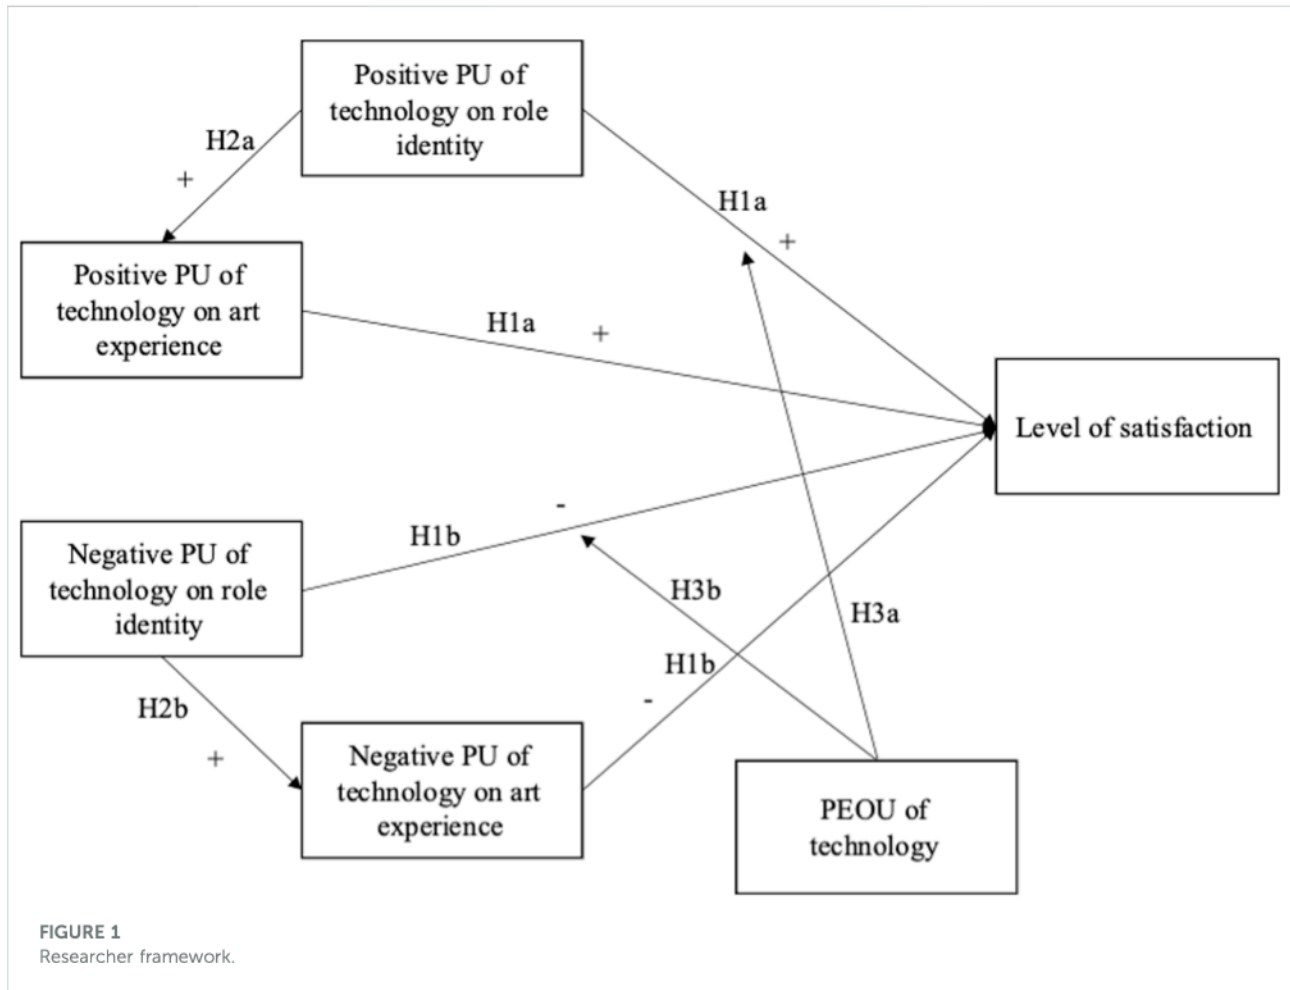 Positive PU of
technology on role
identity
H2a
+
H1a
+
Positive PU of
technology on art
experience
H1a
+
Level of satisfaction
-
H1b
Negative PU of
technology on role
identity
H3b
H3a
H1b
-
H2b
+
Negative PU of
technology on art
experience
PEOU of
technology
FIGURE 1
Researcher framework.